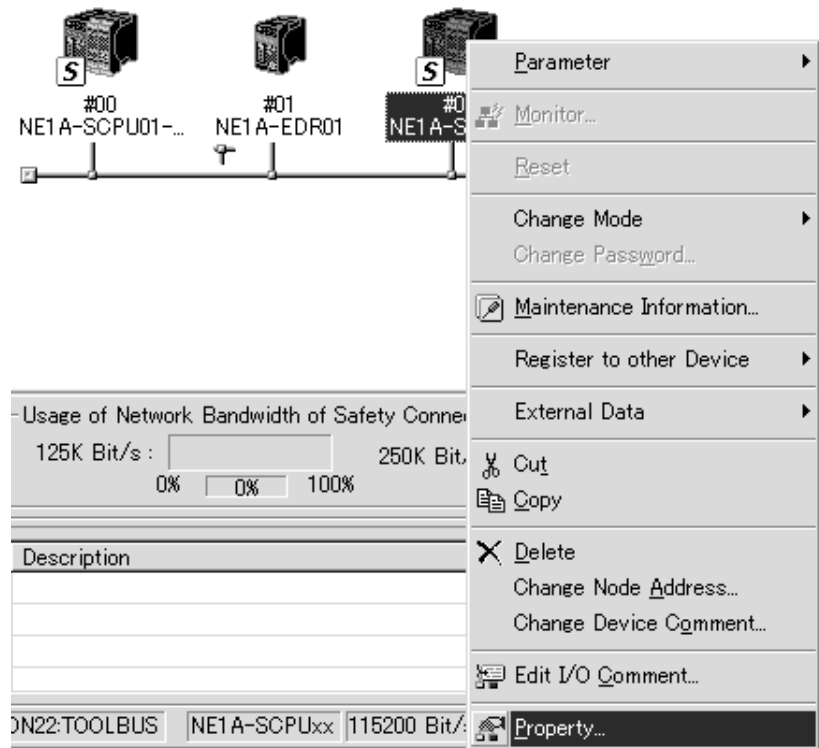 S
S
#00
#01
#0
NE1A-SCPU01-...
NE1A-EDR01
NE1A-S
Usage of Network Bandwidth of Safety Conne
125K Bit/s :
250K Bit
0%
0%
100%
Description
ON22:TOOLBUS
NE1A-SCPUxx
115200 Bit/
Parameter
Monitor...
Reset
Change Mode
Change Password...
Maintenance Information...
Register to other Device
External Data
Cut
Copy
Delete
Change Node Address...
Change Device Comment...
Edit I/O Comment...
Property...